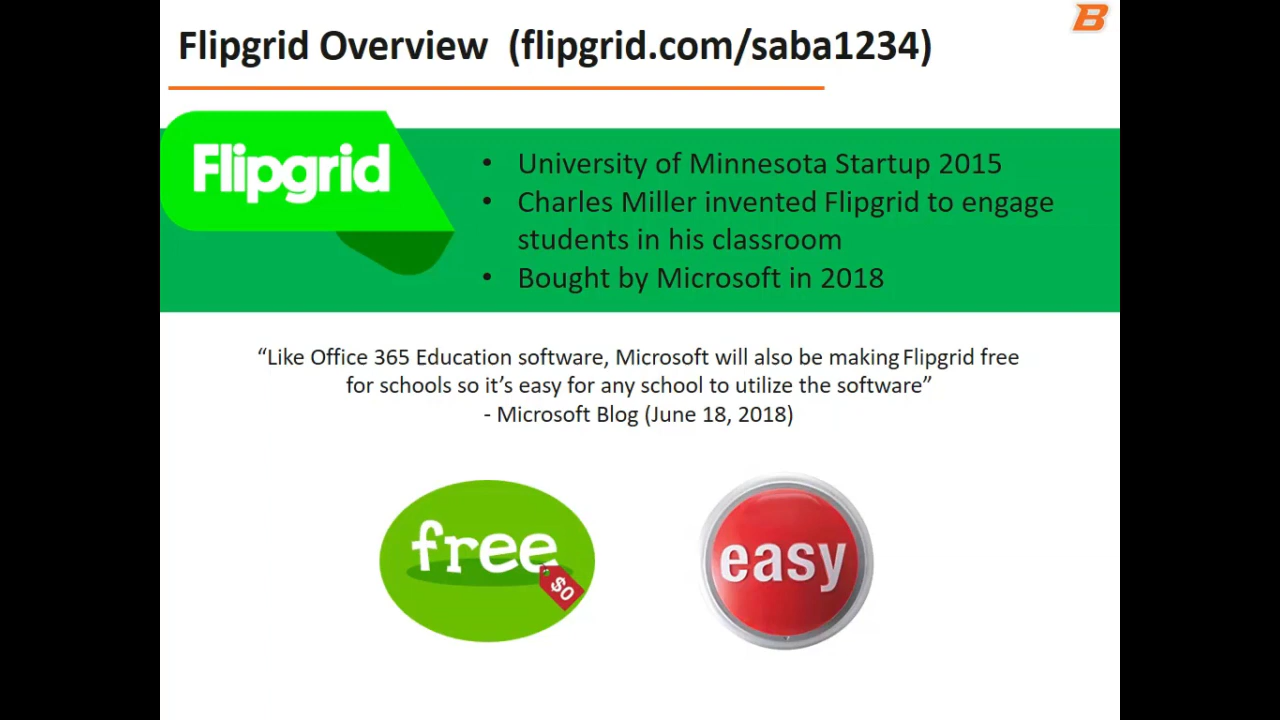 B
Flipgrid Overview (flipgrid.com/saba1234)
Flipgrid
• University of Minnesota Startup 2015
• Charles Miller invented Flipgrid to engage
students in his classroom
• Bought by Microsoft in 2018
“Like Office 365 Education software, Microsoft will also be making Flipgrid free
for schools so it’s easy for any school to utilize the software”
- Microsoft Blog (June 18, 2018)
free
$0
easy